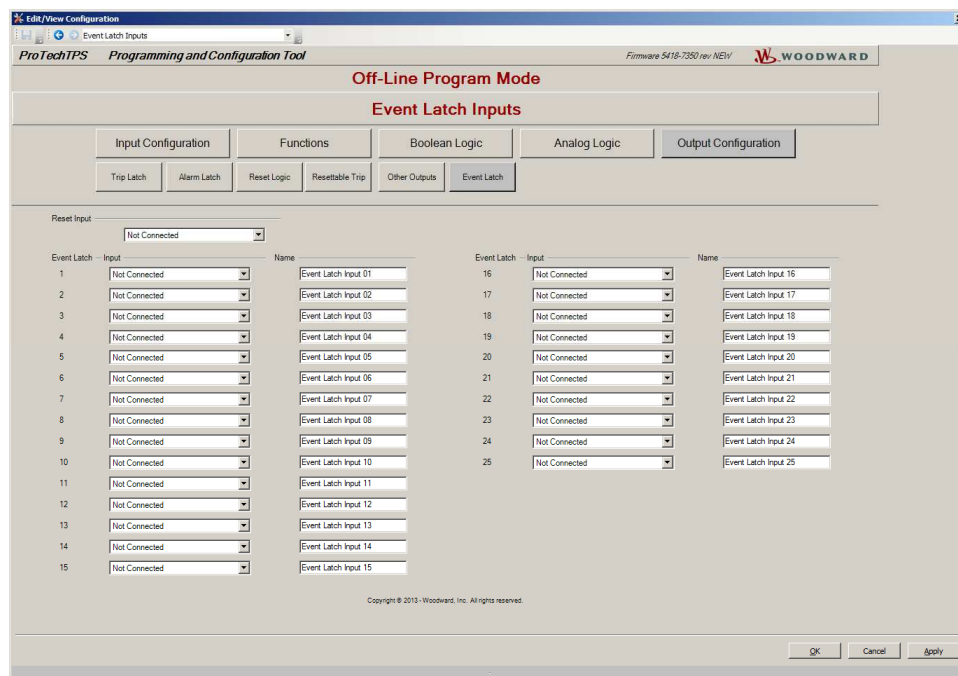 Edit/View Configuration
Event Latch Inputs
ProTechTPS Programming and Configuration Tool Firmware 5418-7350 rev NEW WOODWARD
Off-Line Program Mode
Event Latch Inputs
Input Configuration Functions Boolean Logic Analog Logic Output Configuration
Trip Latch Alarm Latch Reset Logic Resettable Trip Other Outputs Event Latch
Reset Input
Not Connected
Event Latch Input Name Event Latch Input Name
1 Not Connected Event Latch Input 01 16 Not Connected Event Latch Input 16
2 Not Connected Event Latch Input 02 17 Not Connected Event Latch Input 17
3 Not Connected Event Latch Input 03 18 Not Connected Event Latch Input 18
4 Not Connected Event Latch Input 04 19 Not Connected Event Latch Input 19
5 Not Connected Event Latch Input 05 20 Not Connected Event Latch Input 20
6 Not Connected Event Latch Input 06 21 Not Connected Event Latch Input 21
7 Not Connected Event Latch Input 07 22 Not Connected Event Latch Input 22
8 Not Connected Event Latch Input 08 23 Not Connected Event Latch Input 23
9 Not Connected Event Latch Input 09 24 Not Connected Event Latch Input 24
10 Not Connected Event Latch Input 10 25 Not Connected Event Latch Input 25
11 Not Connected Event Latch Input 11
12 Not Connected Event Latch Input 12
13 Not Connected Event Latch Input 13
14 Not Connected Event Latch Input 14
15 Not Connected Event Latch Input 15
Copyright © 2013 - Woodward, Inc. All rights reserved.
OK Cancel Apply